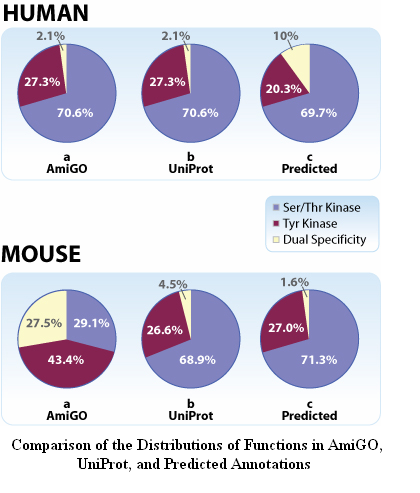 HUMAN
2.1% 2.1% 10%
27.3% 27.3% 20.3%
70.6% 70.6% 69.7%
a b c
AmiGO UniProt Predicted
Ser/Thr Kinase
Tyr Kinase
Dual Specificity
MOUSE
4.5% 1.6%
27.5% 29.1% 26.6% 27.0%
43.4% 68.9% 71.3%
a b c
AmiGO UniProt Predicted
Comparison of the Distributions of Functions in AmiGO,
UniProt, and Predicted Annotations